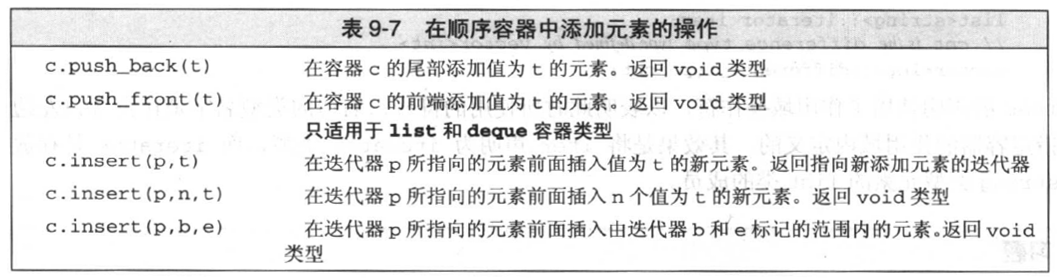 表 9-7 在顺序容器中添加元素的操作
c.push_back(t) 在容器 c 的尾部添加值为 t 的元素。返回 void 类型
c.push_front(t) 在容器 c 的前端添加值为 t 的元素。返回 void 类型
只适用于 list 和 deque 容器类型
c.insert(p,t) 在迭代器 p 所指向的元素前面插入值为 t 的新元素。返回指向新添加元素的迭代器
c.insert(p,n,t) 在迭代器 p 所指向的元素前面插入 n 个值为 t 的新元素。返回 void 类型
c.insert(p,b,e) 在迭代器 p 所指向的元素前面插入由迭代器 b 和 e 标记的范围内的元素。返回 void
类型